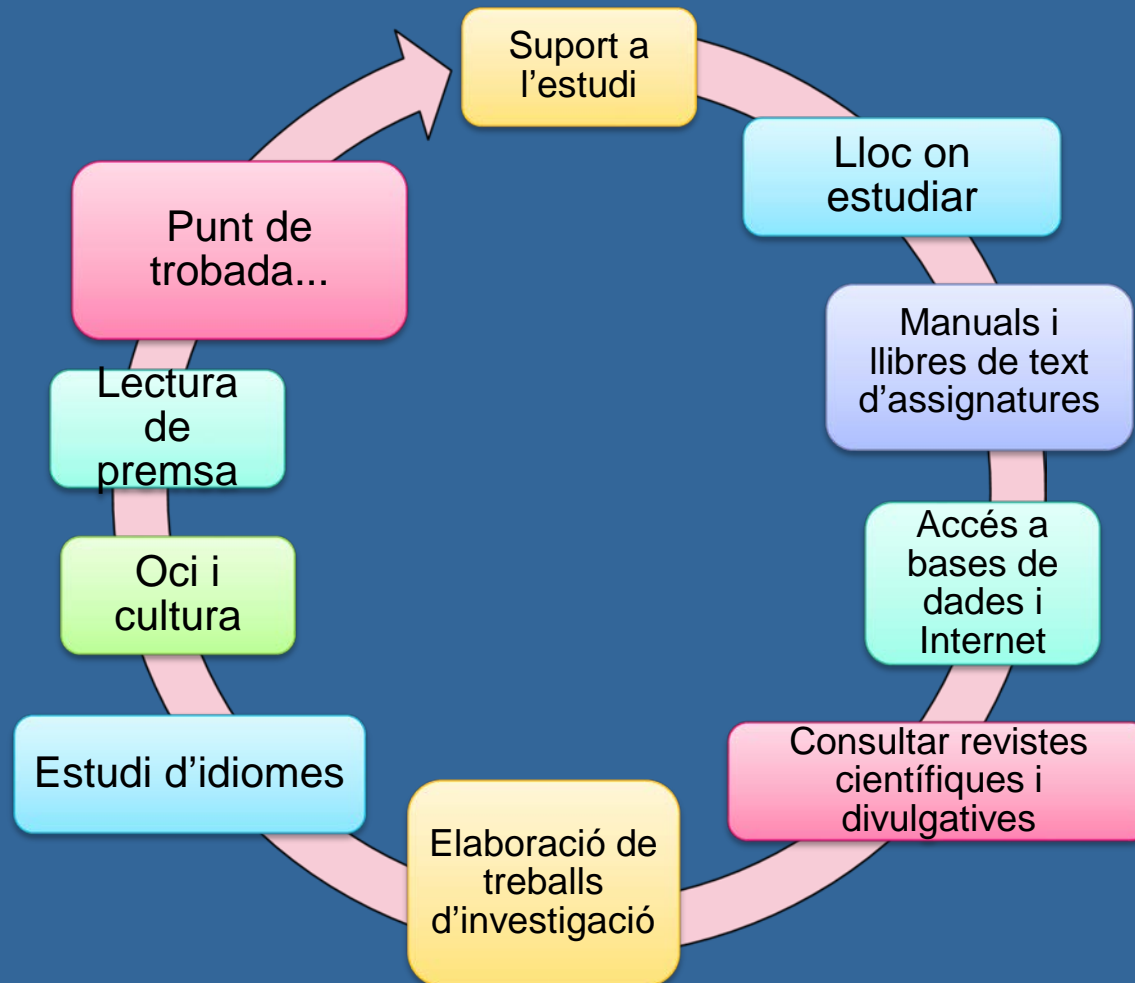 Suport a
l’estudi
Lloc on
estudiar
Manuals i
llibres de text
d’assignatures
Accés a
bases de
dades i
Internet
Consultar revistes
científiques i
divulgatives
Elaboració de
treballs
d’investigació
Estudi d’idiomes
Oci i
cultura
Lectura
de
premsa
Punt de
trobada...